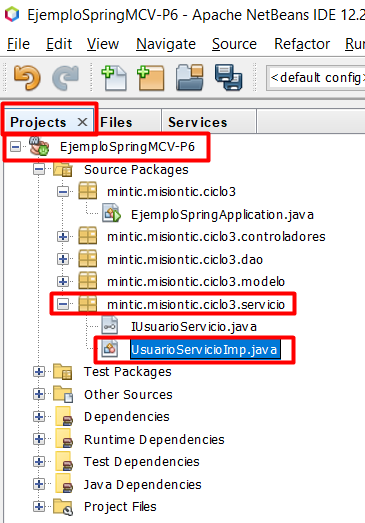 EjemploSpringMCV-P6 - Apache NetBeans IDE 12.2
File Edit View Navigate Source Refactor Run
<default config>
Projects × Files Services
EjemploSpringMCV-P6
Source Packages
mintic.misiontic.ciclo3
EjemploSpringApplication.java
mintic.misiontic.ciclo3.controladores
mintic.misiontic.ciclo3.dao
mintic.misiontic.ciclo3.modelo
mintic.misiontic.ciclo3.servicio
IUsuarioServicio.java
UsuarioServicioImp.java
Test Packages
Other Sources
Dependencies
Runtime Dependencies
Test Dependencies
Java Dependencies
Project Files